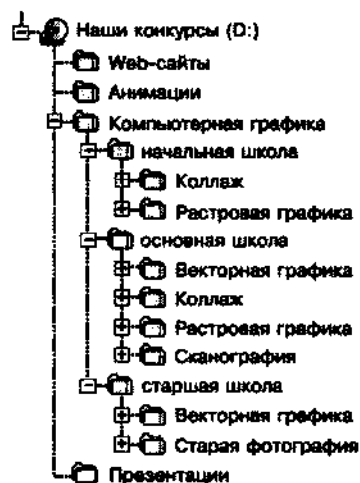 Наши конкурсы (D:)
Web-сайты
Анимации
Компьютерная графика
начальная школа
Коллаж
Растровая графика
основная школа
Векторная графика
Коллаж
Растровая графика
Сканография
старшая школа
Векторная графика
Старая фотография
Презентации